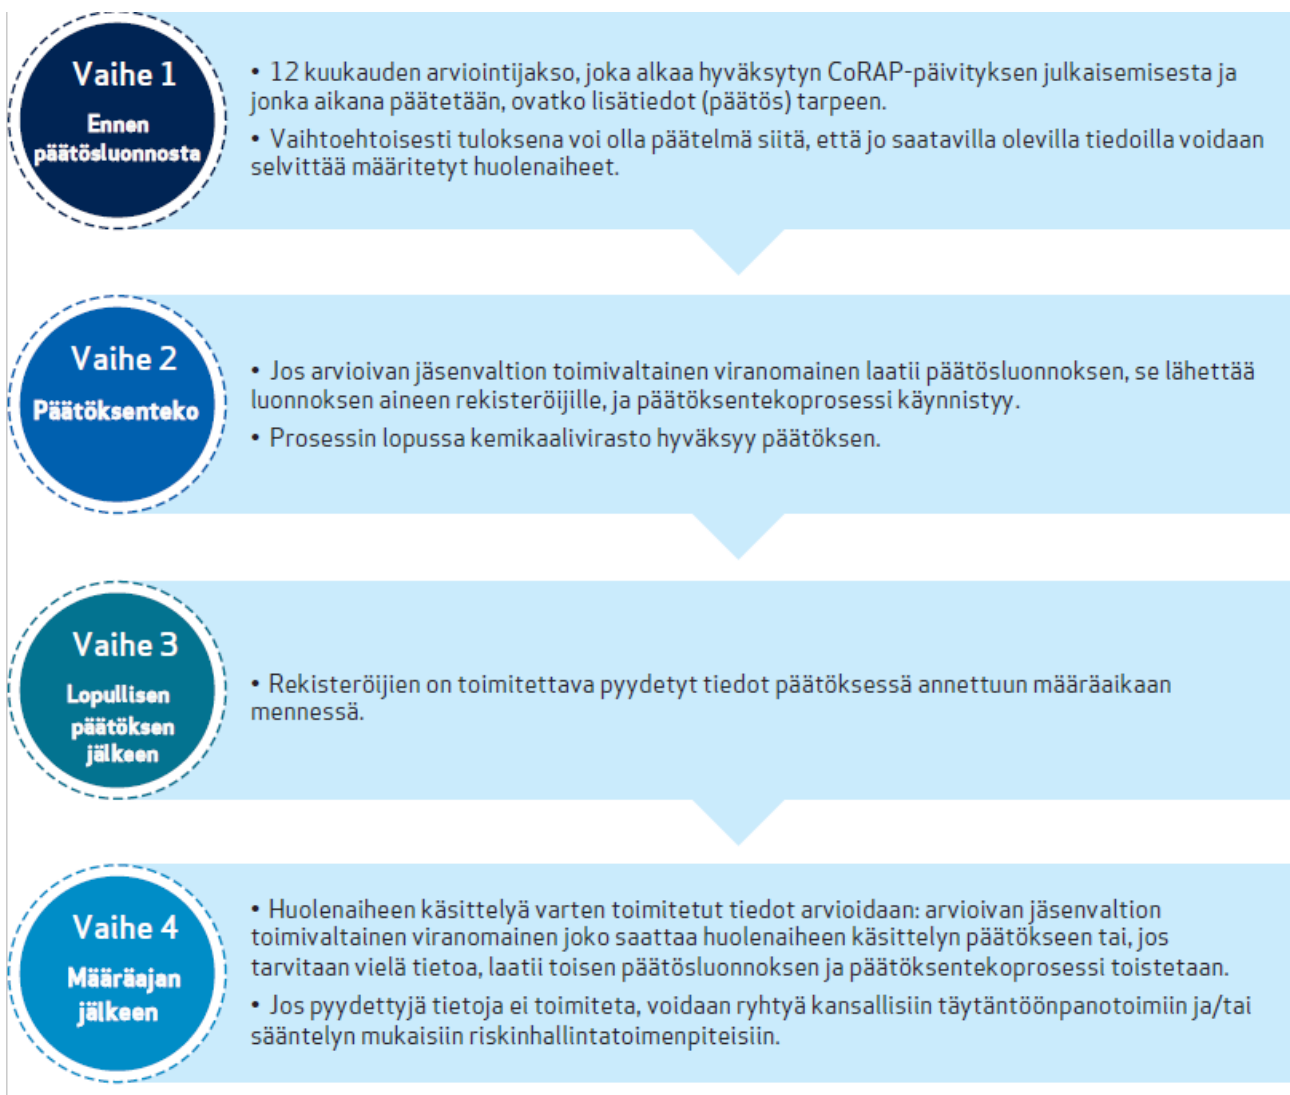 Vaihe 1
Ennen
päätösluonnosta
• 12 kuukauden arviointijakso, joka alkaa hyväksytyn CoRAP-päivityksen julkaisemisesta ja
jonka aikana päätetään, ovatko lisätiedot (päätös) tarpeen.
• Vaihtoehtoisesti tuloksena voi olla päätelmä siitä, että jo saatavilla olevilla tiedoilla voidaan
selvittää määritetyt huolenaiheet.
Vaihe 2
Päätöksenteko
• Jos arvioivan jäsenvaltion toimivaltainen viranomainen laatii päätösluonnoksen, se lähettää
luonnoksen aineen rekisteröijille, ja päätöksentekoprosessi käynnistyy.
• Prosessin lopussa kemikaalivirasto hyväksyy päätöksen.
Vaihe 3
Lopullisen
päätöksen
jälkeen
• Rekisteröijien on toimitettava pyydetyt tiedot päätöksessä annettuun määräaikaan
mennessä.
Vaihe 4
Määräajan
jälkeen
• Huolenaiheen käsittelyä varten toimitetut tiedot arvioidaan: arvioivan jäsenvaltion
toimivaltainen viranomainen joko saattaa huolenaiheen käsittelyn päätökseen tai, jos
tarvitaan vielä tietoa, laatii toisen päätösluonnoksen ja päätöksentekoprosessi toistetaan.
• Jos pyydettyjä tietoja ei toimiteta, voidaan ryhtyä kansallisiin täytäntöönpanotoimiin ja/tai
sääntelyn mukaisiin riskinhallintatoimenpiteisiin.